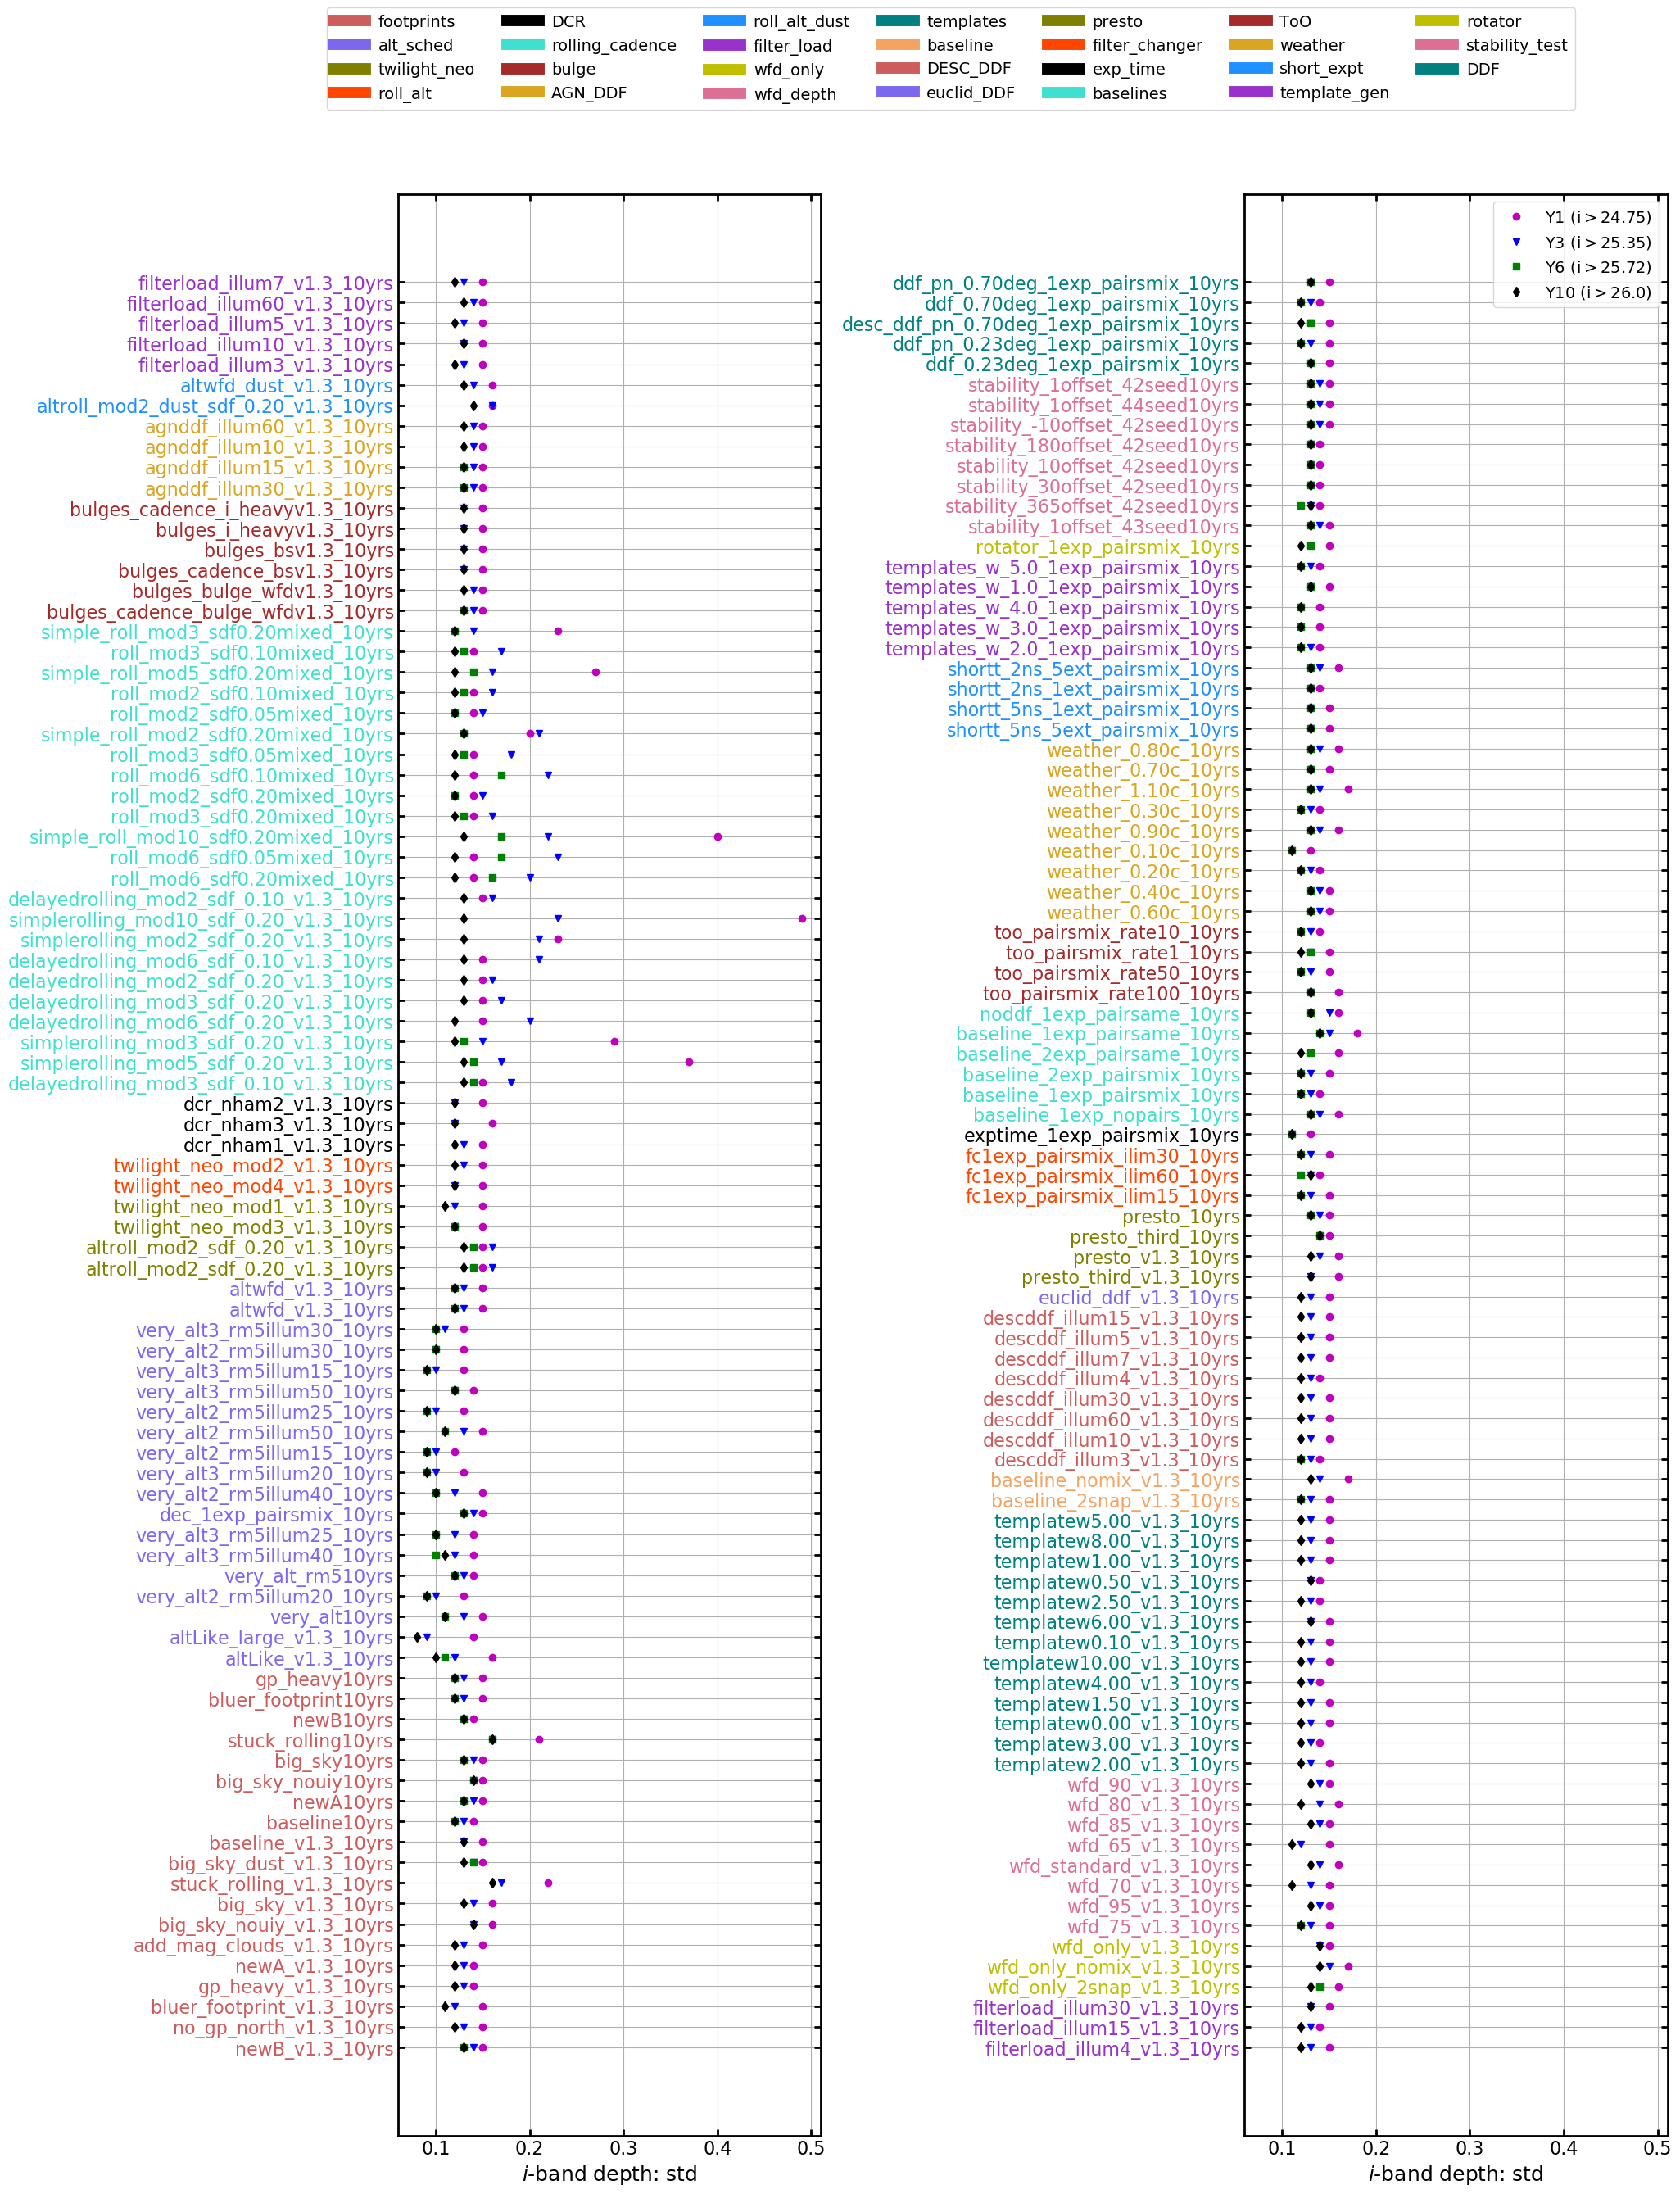 footprints
alt_sched
twilight_neo
roll_alt
DCR
rolling_cadence
bulge
AGN_DDF
roll_alt_dust
filter_load
wfd_only
wfd_depth
templates
baseline
DESC_DDF
euclid_DDF
presto
filter_changer
exp_time
baselines
ToO
weather
short_expt
template_gen
rotator
stability_test
DDF
filterload_illum7_v1.3_10yrs
filterload_illum60_v1.3_10yrs
filterload_illum5_v1.3_10yrs
filterload_illum10_v1.3_10yrs
filterload_illum3_v1.3_10yrs
altwfd_dust_v1.3_10yrs
altroll_mod2_dust_sdf_0.20_v1.3_10yrs
agnddf_illum60_v1.3_10yrs
agnddf_illum10_v1.3_10yrs
agnddf_illum15_v1.3_10yrs
agnddf_illum30_v1.3_10yrs
bulges_cadence_i_heavyv1.3_10yrs
bulges_i_heavyv1.3_10yrs
bulges_bsv1.3_10yrs
bulges_cadence_bsv1.3_10yrs
bulges_bulge_wfdv1.3_10yrs
bulges_cadence_bulge_wfdv1.3_10yrs
simple_roll_mod3_sdf0.20mixed_10yrs
roll_mod3_sdf0.10mixed_10yrs
simple_roll_mod5_sdf0.20mixed_10yrs
roll_mod2_sdf0.10mixed_10yrs
roll_mod2_sdf0.05mixed_10yrs
simple_roll_mod2_sdf0.20mixed_10yrs
roll_mod3_sdf0.05mixed_10yrs
roll_mod6_sdf0.10mixed_10yrs
roll_mod2_sdf0.20mixed_10yrs
roll_mod3_sdf0.20mixed_10yrs
simple_roll_mod10_sdf0.20mixed_10yrs
roll_mod6_sdf0.05mixed_10yrs
roll_mod6_sdf0.20mixed_10yrs
delayedrolling_mod2_sdf_0.10_v1.3_10yrs
simplerolling_mod10_sdf_0.20_v1.3_10yrs
simplerolling_mod2_sdf_0.20_v1.3_10yrs
delayedrolling_mod6_sdf_0.10_v1.3_10yrs
delayedrolling_mod2_sdf_0.20_v1.3_10yrs
delayedrolling_mod3_sdf_0.20_v1.3_10yrs
delayedrolling_mod6_sdf_0.20_v1.3_10yrs
simplerolling_mod3_sdf_0.20_v1.3_10yrs
simplerolling_mod5_sdf_0.20_v1.3_10yrs
delayedrolling_mod3_sdf_0.10_v1.3_10yrs
dcr_nham2_v1.3_10yrs
dcr_nham3_v1.3_10yrs
dcr_nham1_v1.3_10yrs
twilight_neo_mod2_v1.3_10yrs
twilight_neo_mod4_v1.3_10yrs
twilight_neo_mod1_v1.3_10yrs
twilight_neo_mod3_v1.3_10yrs
altroll_mod2_sdf_0.20_v1.3_10yrs
altroll_mod2_sdf_0.20_v1.3_10yrs
altwfd_v1.3_10yrs
altwfd_v1.3_10yrs
very_alt3_rm5illum30_10yrs
very_alt2_rm5illum30_10yrs
very_alt3_rm5illum15_10yrs
very_alt3_rm5illum50_10yrs
very_alt2_rm5illum25_10yrs
very_alt2_rm5illum50_10yrs
very_alt2_rm5illum15_10yrs
very_alt3_rm5illum20_10yrs
very_alt2_rm5illum40_10yrs
dec_1exp_pairsmix_10yrs
very_alt3_rm5illum25_10yrs
very_alt3_rm5illum40_10yrs
very_alt_rm510yrs
very_alt2_rm5illum20_10yrs
very_alt10yrs
altLike_large_v1.3_10yrs
altLike_v1.3_10yrs
gp_heavy10yrs
bluer_footprint10yrs
newB10yrs
stuck_rolling10yrs
big_sky10yrs
big_sky_nouiy10yrs
newA10yrs
baseline10yrs
baseline_v1.3_10yrs
big_sky_dust_v1.3_10yrs
stuck_rolling_v1.3_10yrs
big_sky_v1.3_10yrs
big_sky_nouiy_v1.3_10yrs
add_mag_clouds_v1.3_10yrs
newA_v1.3_10yrs
gp_heavy_v1.3_10yrs
bluer_footprint_v1.3_10yrs
no_gp_north_v1.3_10yrs
newB_v1.3_10yrs
0.1 0.2 0.3 0.4 0.5
i-band depth: std
Y1 (i > 24.75)
Y3 (i > 25.35)
Y6 (i > 25.72)
Y10 (i > 26.0)
ddf_pn_0.70deg_1exp_pairsmix_10yrs
ddf_0.70deg_1exp_pairsmix_10yrs
desc_ddf_pn_0.70deg_1exp_pairsmix_10yrs
ddf_pn_0.23deg_1exp_pairsmix_10yrs
ddf_0.23deg_1exp_pairsmix_10yrs
stability_1offset_42seed10yrs
stability_1offset_44seed10yrs
stability_-10offset_42seed10yrs
stability_180offset_42seed10yrs
stability_10offset_42seed10yrs
stability_30offset_42seed10yrs
stability_365offset_42seed10yrs
stability_1offset_43seed10yrs
rotator_1exp_pairsmix_10yrs
templates_w_5.0_1exp_pairsmix_10yrs
templates_w_1.0_1exp_pairsmix_10yrs
templates_w_4.0_1exp_pairsmix_10yrs
templates_w_3.0_1exp_pairsmix_10yrs
templates_w_2.0_1exp_pairsmix_10yrs
shortt_2ns_5ext_pairsmix_10yrs
shortt_2ns_1ext_pairsmix_10yrs
shortt_5ns_1ext_pairsmix_10yrs
shortt_5ns_5ext_pairsmix_10yrs
weather_0.80c_10yrs
weather_0.70c_10yrs
weather_1.10c_10yrs
weather_0.30c_10yrs
weather_0.90c_10yrs
weather_0.10c_10yrs
weather_0.20c_10yrs
weather_0.40c_10yrs
weather_0.60c_10yrs
too_pairsmix_rate10_10yrs
too_pairsmix_rate1_10yrs
too_pairsmix_rate50_10yrs
too_pairsmix_rate100_10yrs
noddf_1exp_pairsame_10yrs
baseline_1exp_pairsame_10yrs
baseline_2exp_pairsame_10yrs
baseline_2exp_pairsmix_10yrs
baseline_1exp_pairsmix_10yrs
baseline_1exp_nopairs_10yrs
exptime_1exp_pairsmix_10yrs
fc1exp_pairsmix_ilim30_10yrs
fc1exp_pairsmix_ilim60_10yrs
fc1exp_pairsmix_ilim15_10yrs
presto_10yrs
presto_third_10yrs
presto_v1.3_10yrs
presto_third_v1.3_10yrs
euclid_ddf_v1.3_10yrs
descddf_illum15_v1.3_10yrs
descddf_illum5_v1.3_10yrs
descddf_illum7_v1.3_10yrs
descddf_illum4_v1.3_10yrs
descddf_illum30_v1.3_10yrs
descddf_illum60_v1.3_10yrs
descddf_illum10_v1.3_10yrs
descddf_illum3_v1.3_10yrs
baseline_nomix_v1.3_10yrs
baseline_2snap_v1.3_10yrs
templatew5.00_v1.3_10yrs
templatew8.00_v1.3_10yrs
templatew1.00_v1.3_10yrs
templatew0.50_v1.3_10yrs
templatew2.50_v1.3_10yrs
templatew6.00_v1.3_10yrs
templatew0.10_v1.3_10yrs
templatew10.00_v1.3_10yrs
templatew4.00_v1.3_10yrs
templatew1.50_v1.3_10yrs
templatew0.00_v1.3_10yrs
templatew3.00_v1.3_10yrs
templatew2.00_v1.3_10yrs
wfd_90_v1.3_10yrs
wfd_80_v1.3_10yrs
wfd_85_v1.3_10yrs
wfd_65_v1.3_10yrs
wfd_standard_v1.3_10yrs
wfd_70_v1.3_10yrs
wfd_95_v1.3_10yrs
wfd_75_v1.3_10yrs
wfd_only_v1.3_10yrs
wfd_only_nomix_v1.3_10yrs
wfd_only_2snap_v1.3_10yrs
filterload_illum30_v1.3_10yrs
filterload_illum15_v1.3_10yrs
filterload_illum4_v1.3_10yrs
0.1 0.2 0.3 0.4 0.5
i-band depth: std